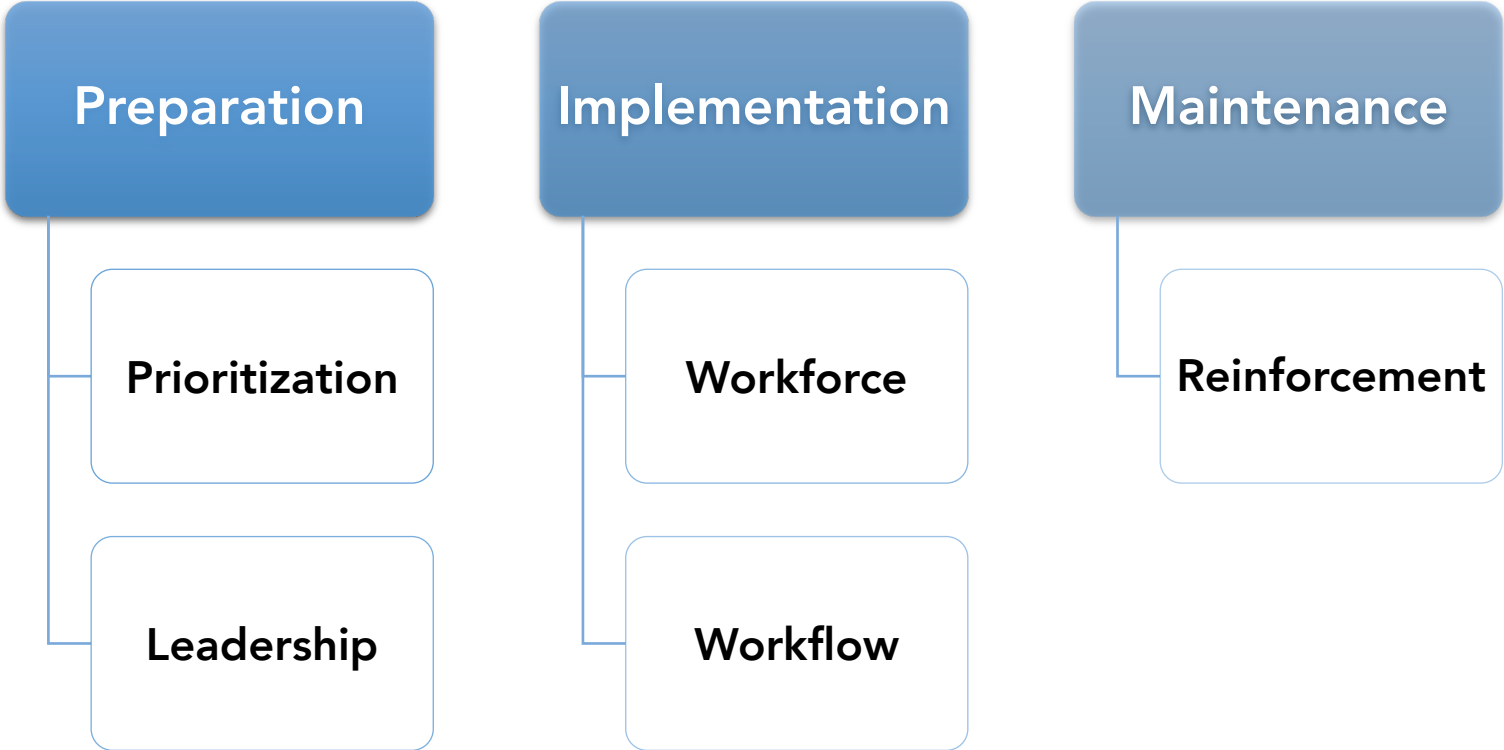 Preparation
Prioritization
Leadership
Implementation
Workforce
Workflow
Maintenance
Reinforcement